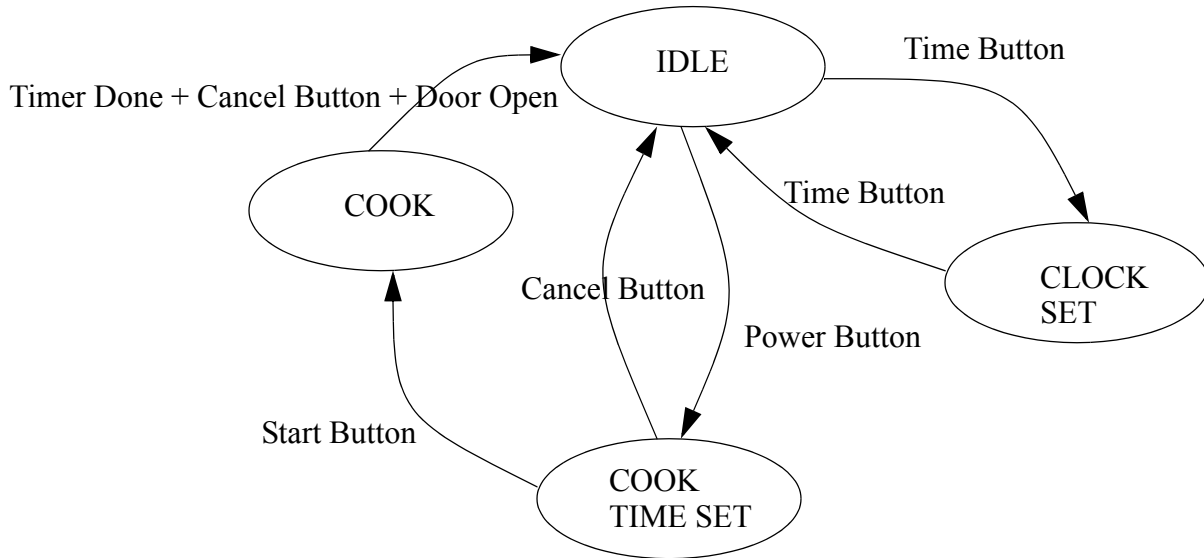 IDLE
Time Button
Timer Done + Cancel Button + Door Open
Time Button
COOK
CLOCK
SET
Cancel Button
Power Button
Start Button
COOK
TIME SET